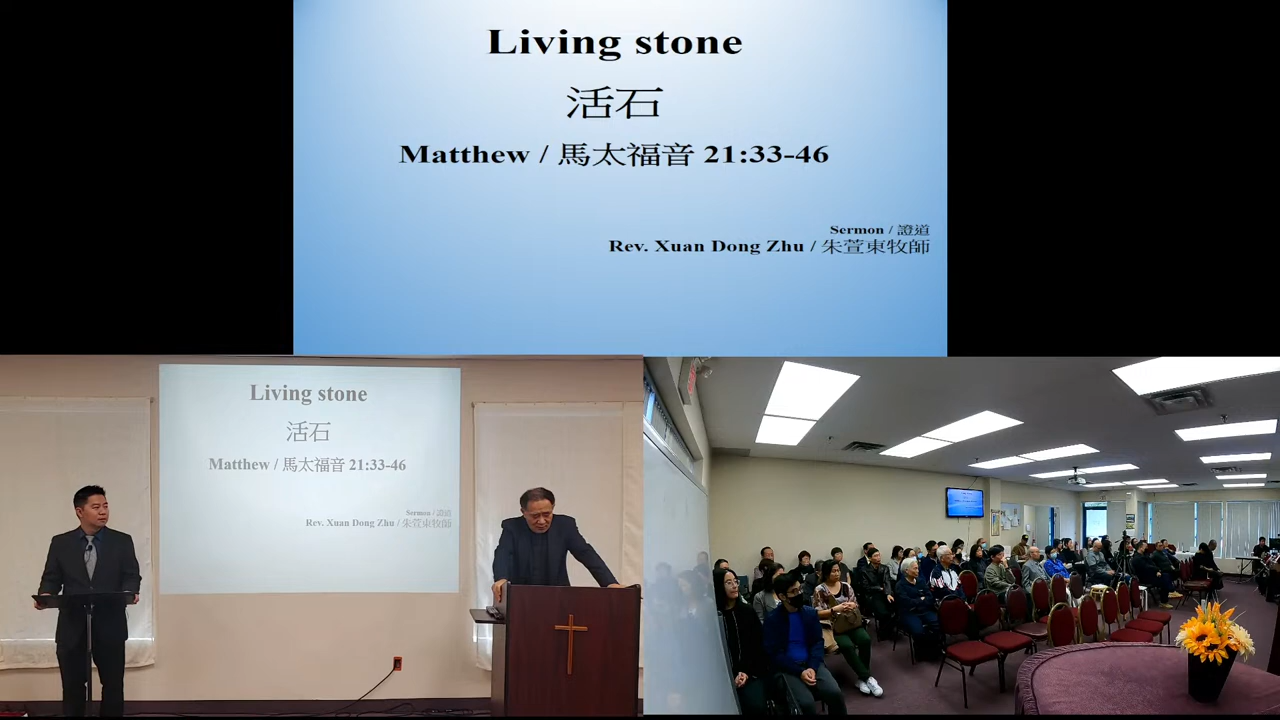 Living stone
活石
Matthew / 馬太福音 21:33-46
Sermon / 證道
Rev. Xuan Dong Zhu / 朱萱東牧師
Living stone
活石
Matthew / 馬太福音 21:33-46
Sermon / 證道
Rev. Xuan Dong Zhu / 朱萱東牧師